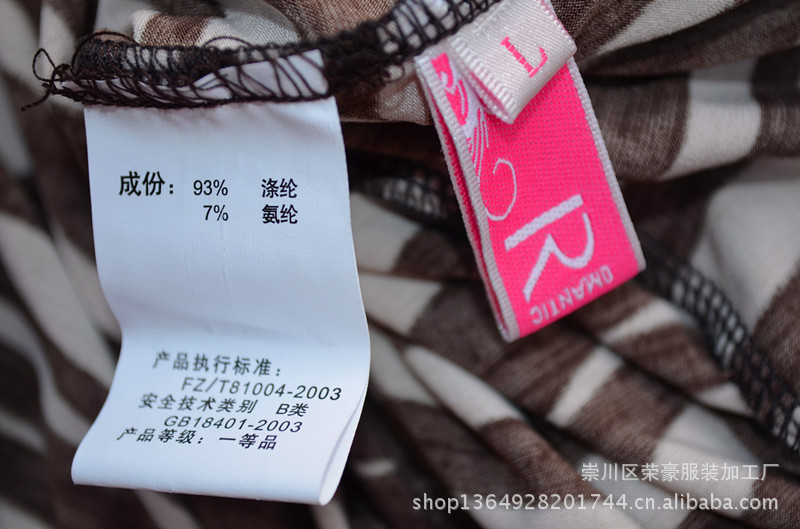 成份： 93% 涤纶
7% 氨纶
产品执行标准：
FZ/T81004-2003
安全技术类别 B类
GB18401-2003
产品等级：一等品
L
R
OMANTIC
崇川区荣豪服装加工厂
shop1364928201744.cn.alibaba.com